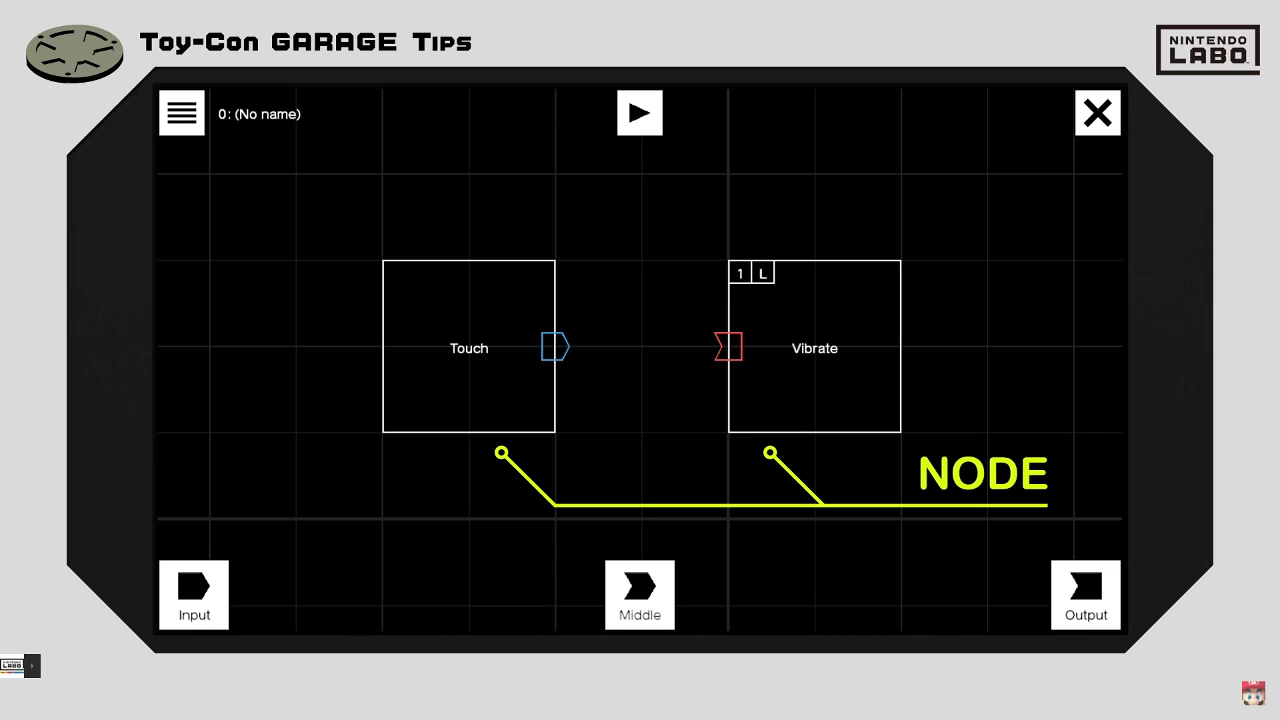 Toy-Con GARAGE Tips
NINTENDO
LABO
0: (No name)
1 L
Touch
Vibrate
NODE
Input
Middle
Output